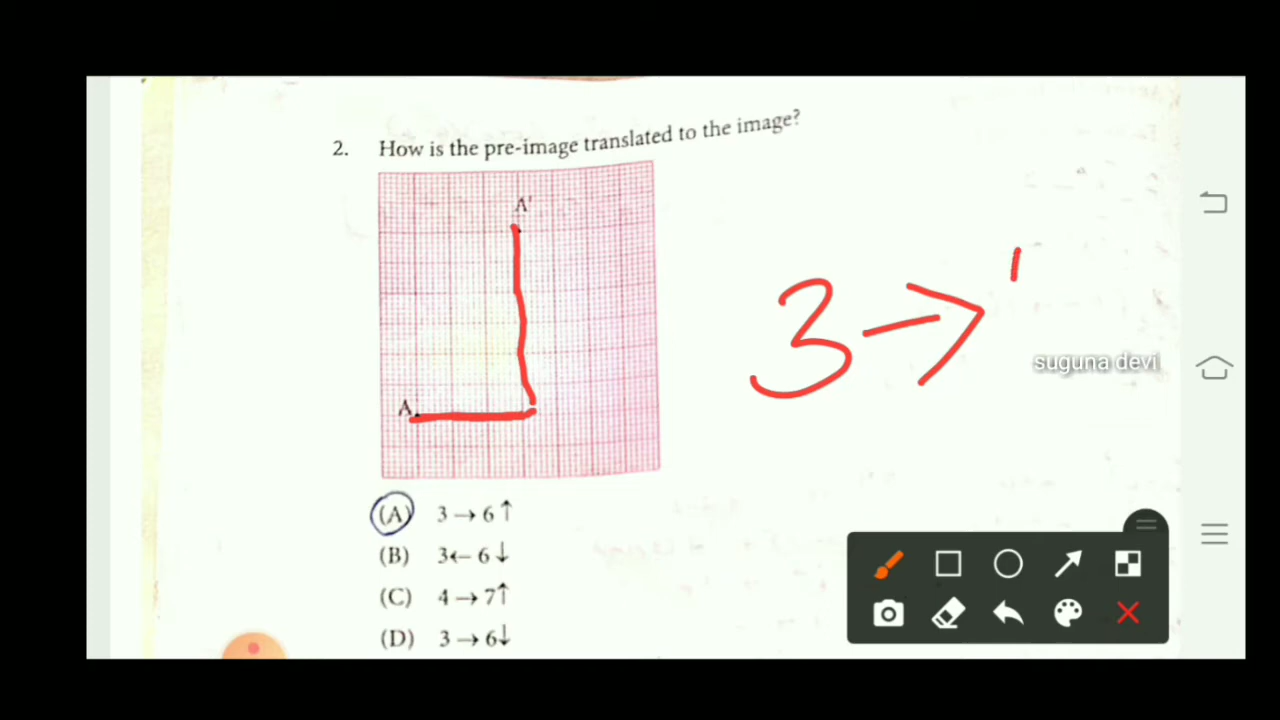 2. How is the pre-image translated to the image?
A'
A
3 →
suguna devi
(A) 3 → 6 ↑
(B) 3 ← 6 ↓
(C) 4 → 7 ↑
(D) 3 → 6 ↓